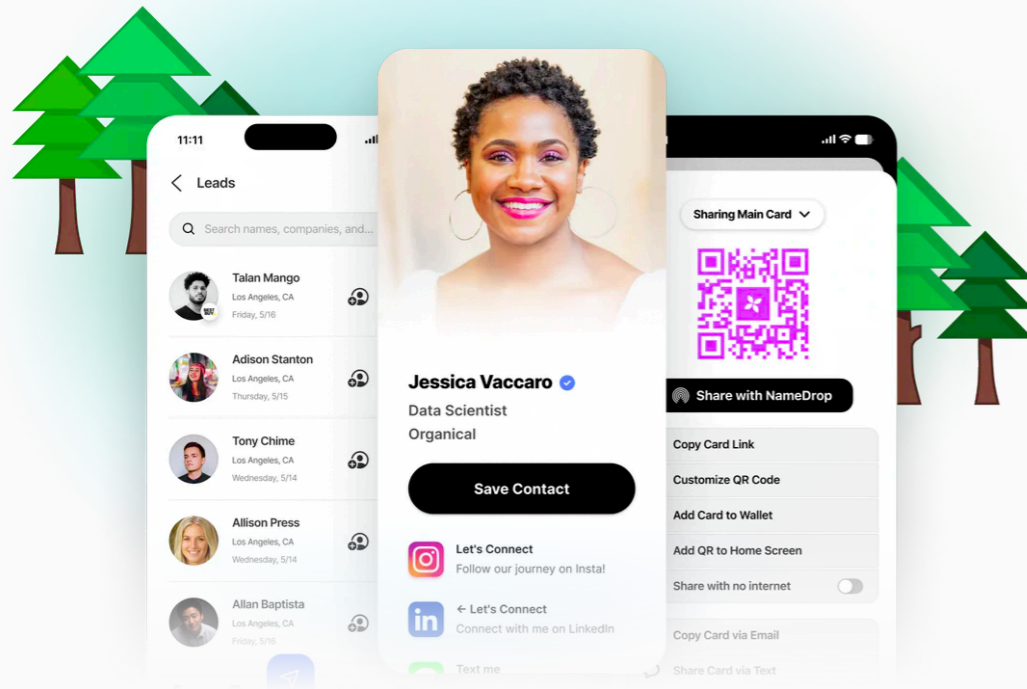 11:11
Leads
Search names, companies, and...
Talan Mango
Los Angeles, CA
Friday, 5/16
Adison Stanton
Los Angeles, CA
Thursday, 5/15
Tony Chime
Los Angeles, CA
Wednesday, 5/14
Allison Press
Los Angeles, CA
Wednesday, 5/14
Allan Baptista
Los Angeles, CA
Friday, 5/16
Jessica Vaccaro
Data Scientist
Organical
Save Contact
Let's Connect
Follow our journey on Insta!
in
← Let's Connect
Connect with me on LinkedIn
Text me
Sharing Main Card
Share with NameDrop
Copy Card Link
Customize QR Code
Add Card to Wallet
Add QR to Home Screen
Share with no internet
Copy Card via Email
Share Card via Text